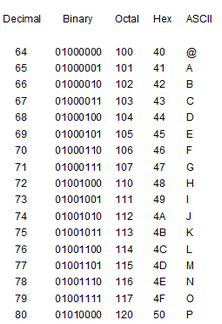 Decimal Binary Octal Hex ASCII
64 01000000 100 40 @
65 01000001 101 41 A
66 01000010 102 42 B
67 01000011 103 43 C
68 01000100 104 44 D
69 01000101 105 45 E
70 01000110 106 46 F
71 01000111 107 47 G
72 01001000 110 48 H
73 01001001 111 49 I
74 01001010 112 4A J
75 01001011 113 4B K
76 01001100 114 4C L
77 01001101 115 4D M
78 01001110 116 4E N
79 01001111 117 4F O
80 01010000 120 50 P